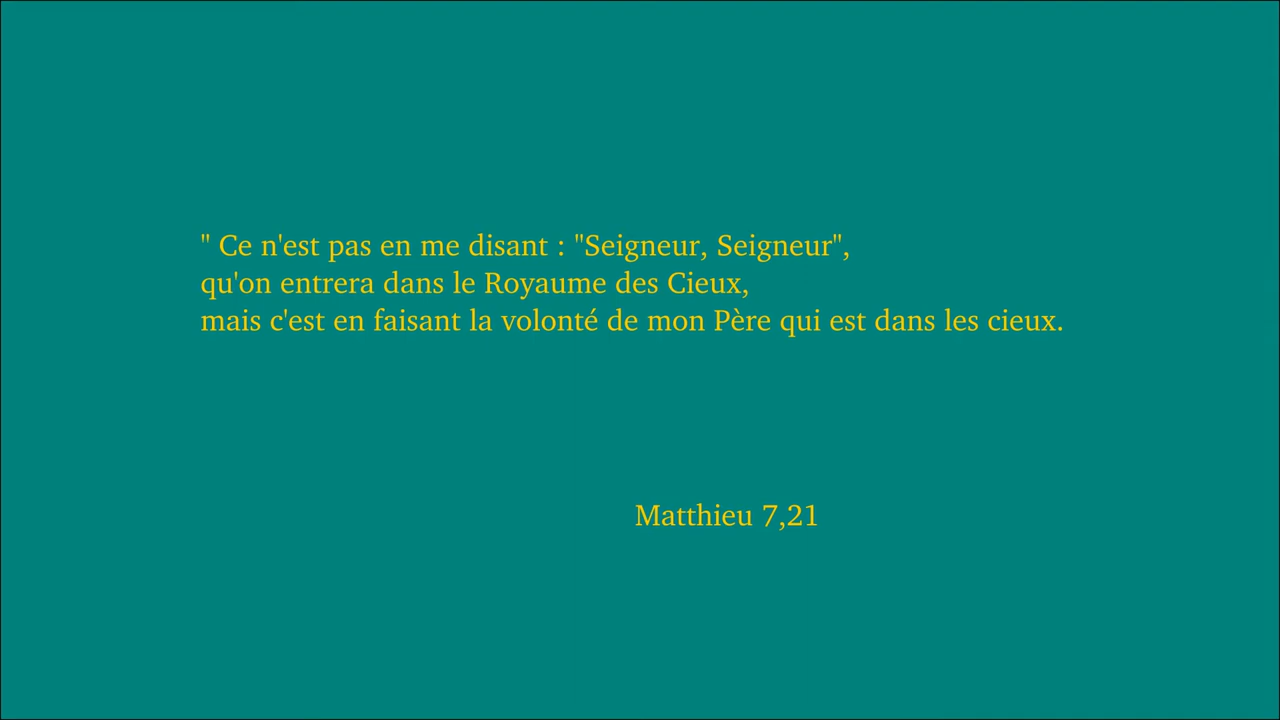 " Ce n'est pas en me disant : "Seigneur, Seigneur",
qu'on entrera dans le Royaume des Cieux,
mais c'est en faisant la volonté de mon Père qui est dans les cieux.
Matthieu 7,21